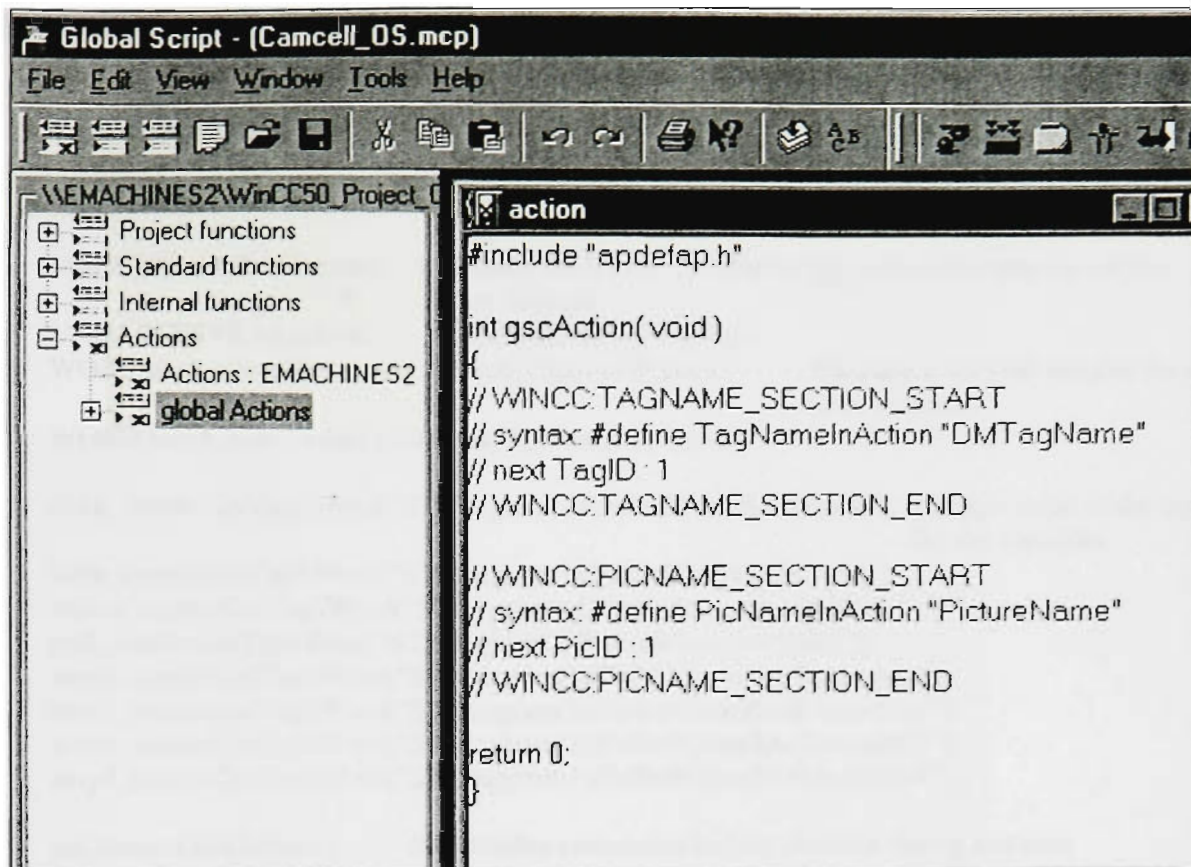 Global Script - (Camcell_OS.mcp)
File Edit View Window Tools Help
\\EMACHINES2\WinCC50_Project_
Project functions
Standard functions
Internal functions
Actions
Actions : EMACHINES2
global Actions
action
#include "apdefap.h"
int gscAction( void )
{
// WINCC:TAGNAME_SECTION_START
// syntax: #define TagNameInAction "DMTagName"
// next TagID : 1
// WINCC:TAGNAME_SECTION_END
// WINCC:PICNAME_SECTION_START
// syntax: #define PicNameInAction "PictureName"
// next PicID : 1
// WINCC:PICNAME_SECTION_END
return 0;
}